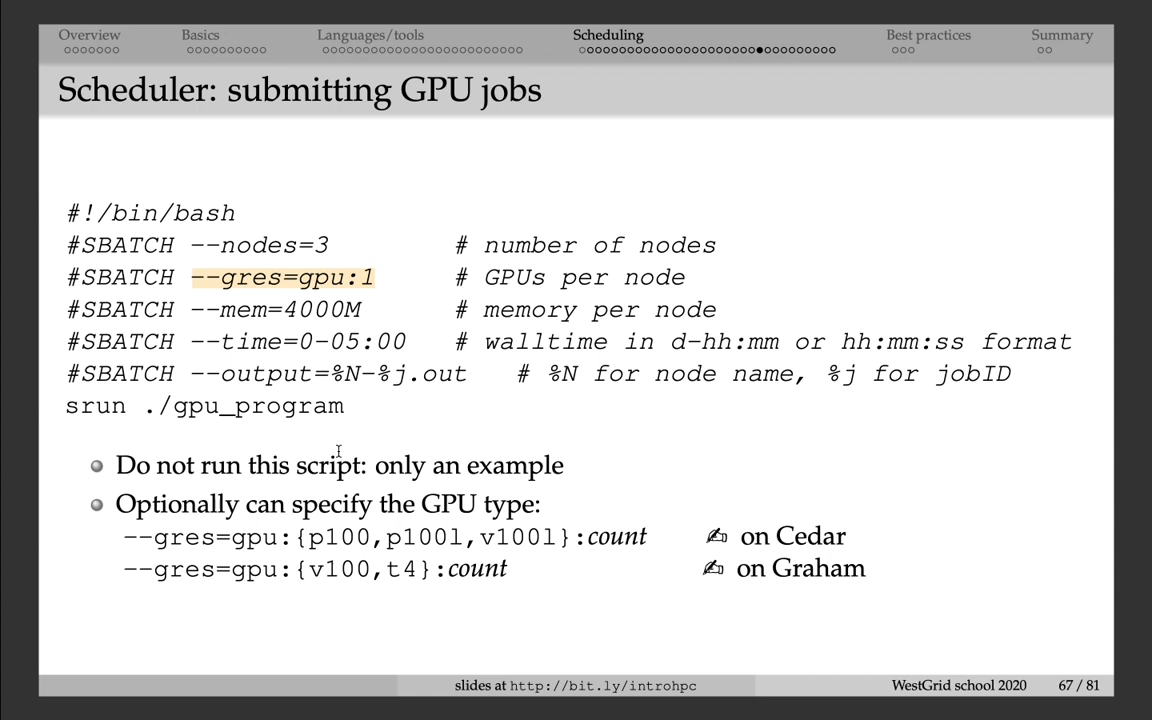 Overview Basics Languages/tools Scheduling Best practices Summary
Scheduler: submitting GPU jobs
#!/bin/bash
#SBATCH --nodes=3 # number of nodes
#SBATCH --gres=gpu:1 # GPUs per node
#SBATCH --mem=4000M # memory per node
#SBATCH --time=0-05:00 # walltime in d-hh:mm or hh:mm:ss format
#SBATCH --output=%N-%j.out # %N for node name, %j for jobID
srun ./gpu_program
Do not run this script: only an example
Optionally can specify the GPU type:
--gres=gpu:{p100,p100l,v100l}:count ✍ on Cedar
--gres=gpu:{v100,t4}:count ✍ on Graham
slides at http://bit.ly/introhpc WestGrid school 2020 67 / 81